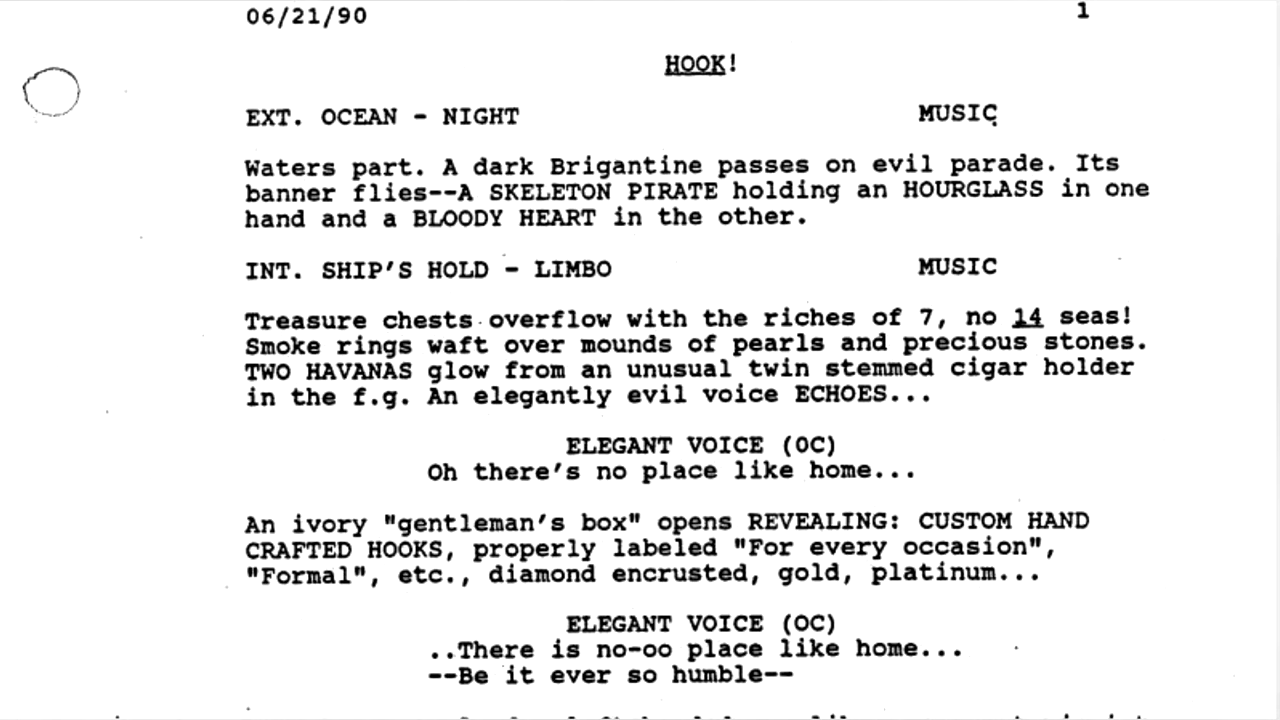 06/21/90 1
HOOK!
EXT. OCEAN - NIGHT MUSIC
Waters part. A dark Brigantine passes on evil parade. Its
banner flies--A SKELETON PIRATE holding an HOURGLASS in one
hand and a BLOODY HEART in the other.
INT. SHIP'S HOLD - LIMBO MUSIC
Treasure chests overflow with the riches of 7, no 14 seas!
Smoke rings waft over mounds of pearls and precious stones.
TWO HAVANAS glow from an unusual twin stemmed cigar holder
in the f.g. An elegantly evil voice ECHOES...
ELEGANT VOICE (OC)
Oh there's no place like home...
An ivory "gentleman's box" opens REVEALING: CUSTOM HAND
CRAFTED HOOKS, properly labeled "For every occasion",
"Formal", etc., diamond encrusted, gold, platinum...
ELEGANT VOICE (OC)
..There is no-oo place like home...
--Be it ever so humble--